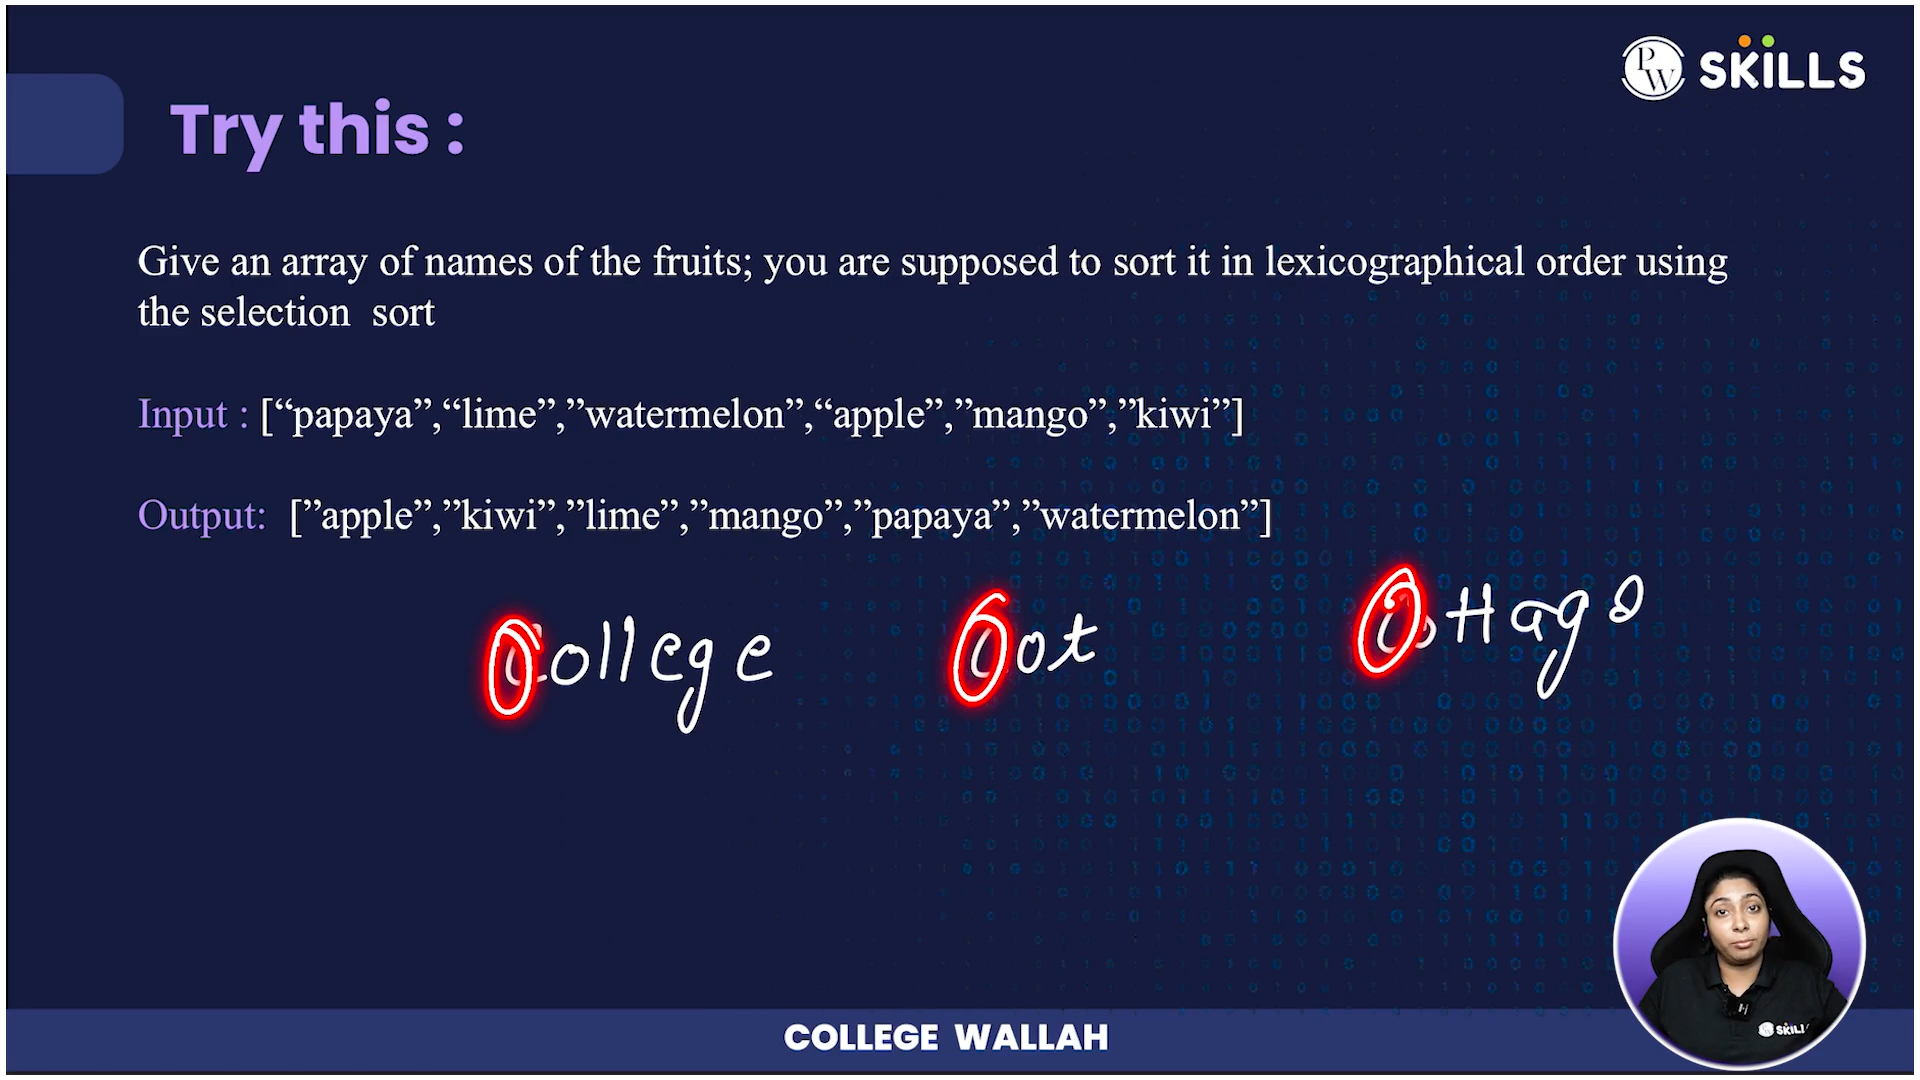 PW SKILLS
Try this :
Give an array of names of the fruits; you are supposed to sort it in lexicographical order using
the selection sort
Input : [“papaya”,“lime”,”watermelon”,“apple”,”mango”,”kiwi”]
Output: [”apple”,”kiwi”,”lime”,”mango”,”papaya”,”watermelon”]
College Cot Cottage
COLLEGE WALLAH